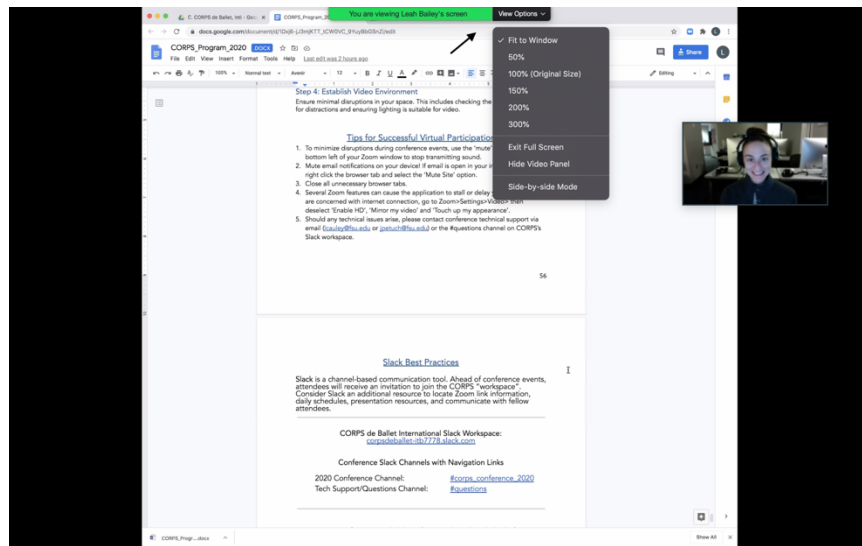 You are viewing Leah Bailey's screen
View Options
C. CORPS de Ballet, Intl - Goo
CORPS_Program_2
docs.google.com/document/d/
CORPS_Program_2020 DOCX
Share
L
File Edit View Insert Format Tools Help Last edit was 2 hours ago
100% Normal text Avenir 12 B I U A Editing
Fit to Window
50%
100% (Original Size)
150%
200%
300%
Exit Full Screen
Hide Video Panel
Side-by-side Mode
Step 4: Establish Video Environment
Ensure minimal disruptions in your space. This includes checking the
for distractions and ensuring lighting is suitable for video.
Tips for Successful Virtual Participation
1. To minimize disruptions during conference events, use the 'mute'
bottom left of your Zoom window to stop transmitting sound.
2. Mute email notifications on your device! If email is open in your
right click the browser tab and select the 'Mute Site' option.
3. Close all unnecessary browser tabs.
4. Several Zoom features can cause the application to stall or delay
are concerned with internet connection, go to Zoom>Settings>Video> then
deselect 'Enable HD', 'Mirror my video' and 'Touch up my appearance'.
5. Should any technical issues arise, please contact conference technical support via
email (lcauley@fsu.edu or jpetuch@fsu.edu) or the #questions channel on CORPS's
Slack workspace.
56
Slack Best Practices
Slack is a channel-based communication tool. Ahead of conference events,
attendees will receive an invitation to join the CORPS "workspace".
Consider Slack an additional resource to locate Zoom link information,
daily schedules, presentation resources, and communicate with fellow
attendees.
CORPS de Ballet International Slack Workspace:
corpsdeballet-itb7778.slack.com
Conference Slack Channels with Navigation Links
2020 Conference Channel: #corps_conference_2020
Tech Support/Questions Channel: #questions
CORPS_Progr....docx
Show All